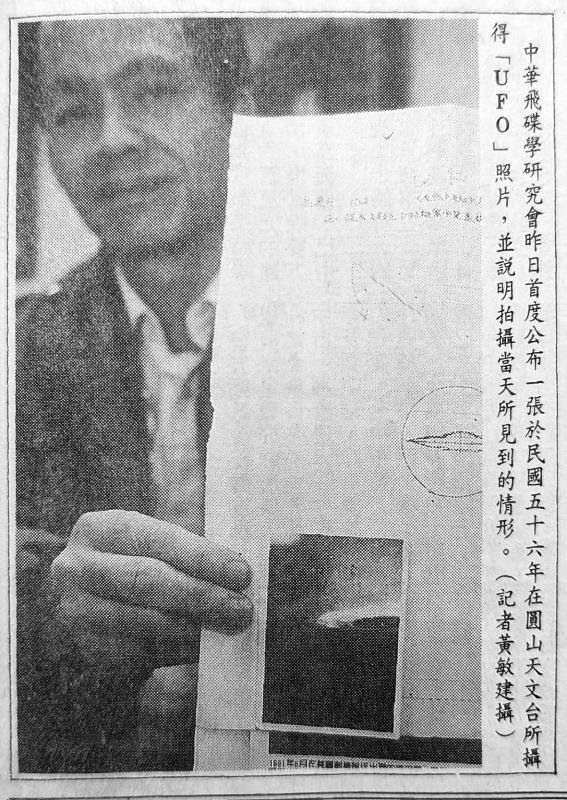 中華飛碟學研究會昨日首度公布一張於民國五十六年在圓山天文台所攝
得「UFO」照片，並說明拍攝當天所見到的情形。（記者黃敏建攝）